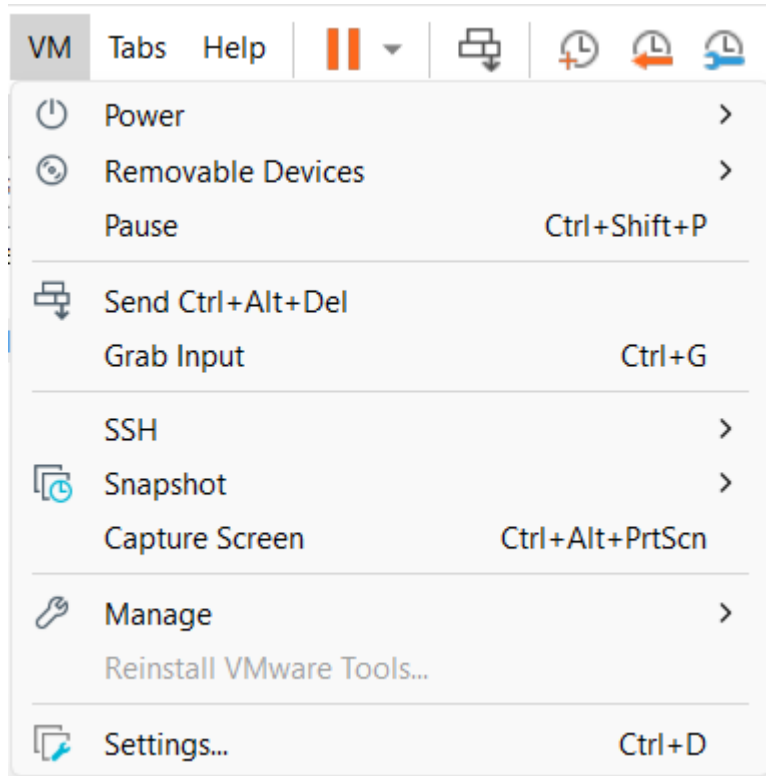 VM Tabs Help
Power
Removable Devices
Pause Ctrl+Shift+P
Send Ctrl+Alt+Del
Grab Input Ctrl+G
SSH
Snapshot
Capture Screen Ctrl+Alt+PrtScn
Manage
Reinstall VMware Tools...
Settings... Ctrl+D